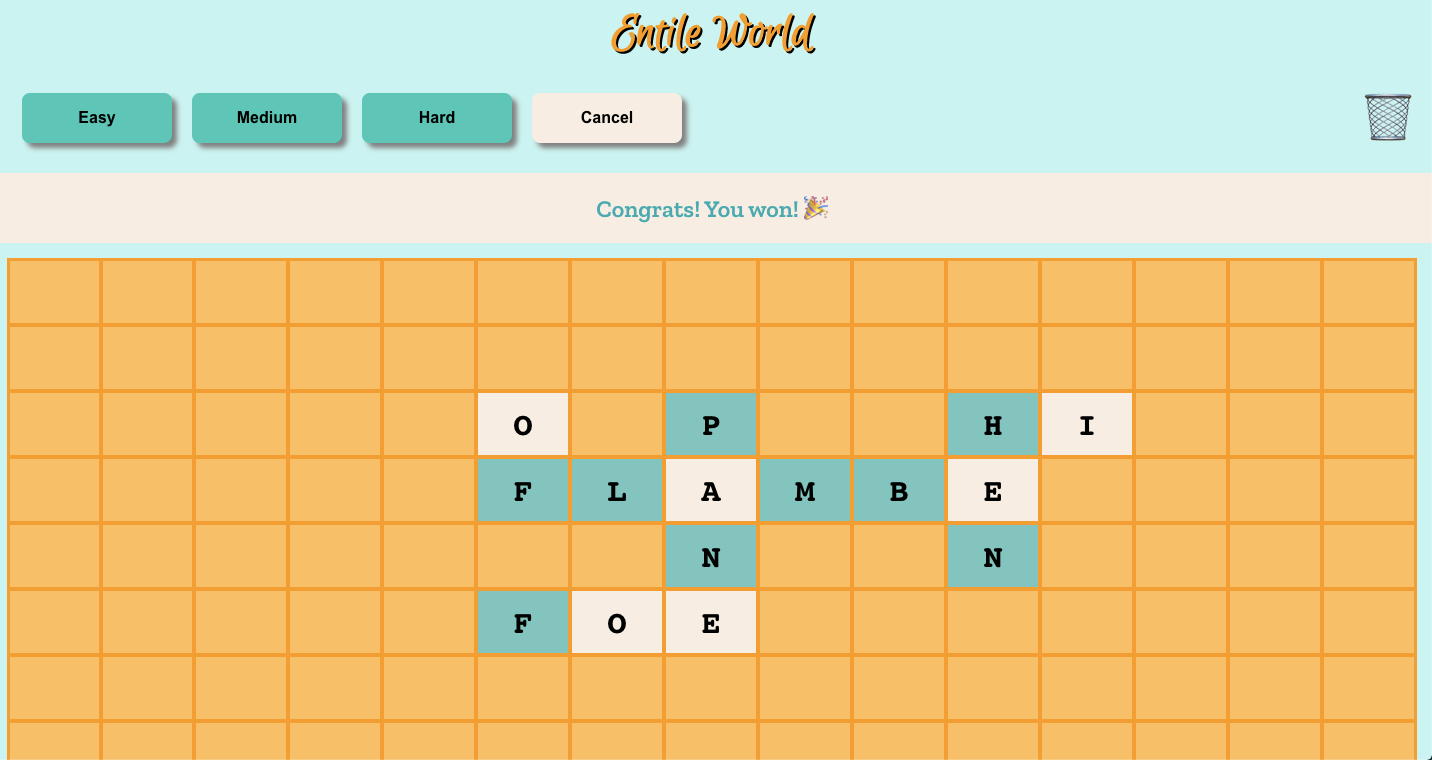 Entile World
Easy Medium Hard Cancel
Congrats! You won! 🎉
O P H I
F L A M B E
N N
F O E